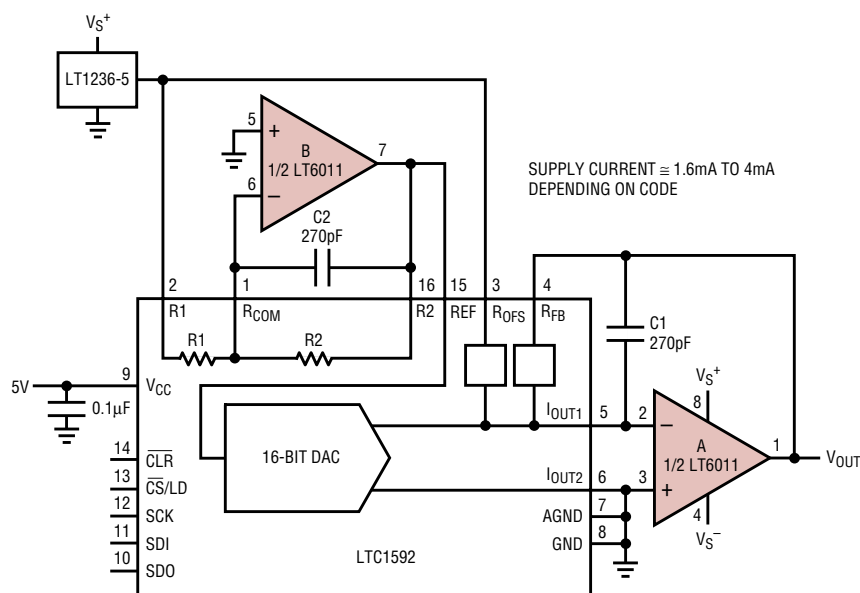 VS+
LT1236-5
5
+
B
7
1/2 LT6011
6
–
SUPPLY CURRENT ≅ 1.6mA TO 4mA
DEPENDING ON CODE
C2
270pF
2
1
16
15
3
4
R1
RCOM
R2
REF
ROFS
RFB
C1
270pF
R1
R2
5V
9
VCC
0.1µF
VS+
8
IOUT1
5
2
–
A
1
1/2 LT6011
VOUT
16-BIT DAC
14
CLR
13
CS/LD
IOUT2
6
3
+
12
SCK
AGND
7
4
VS–
11
SDI
GND
8
10
SDO
LTC1592